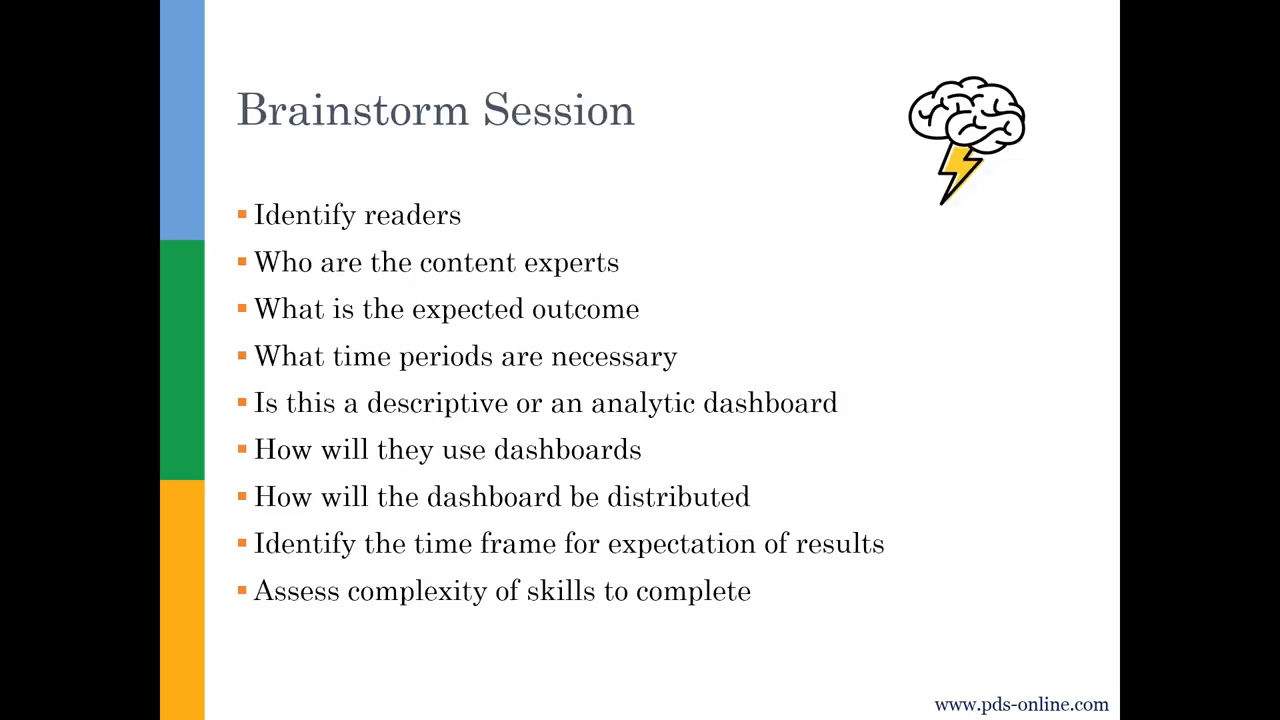 Brainstorm Session
Identify readers
Who are the content experts
What is the expected outcome
What time periods are necessary
Is this a descriptive or an analytic dashboard
How will they use dashboards
How will the dashboard be distributed
Identify the time frame for expectation of results
Assess complexity of skills to complete
www.pds-online.com